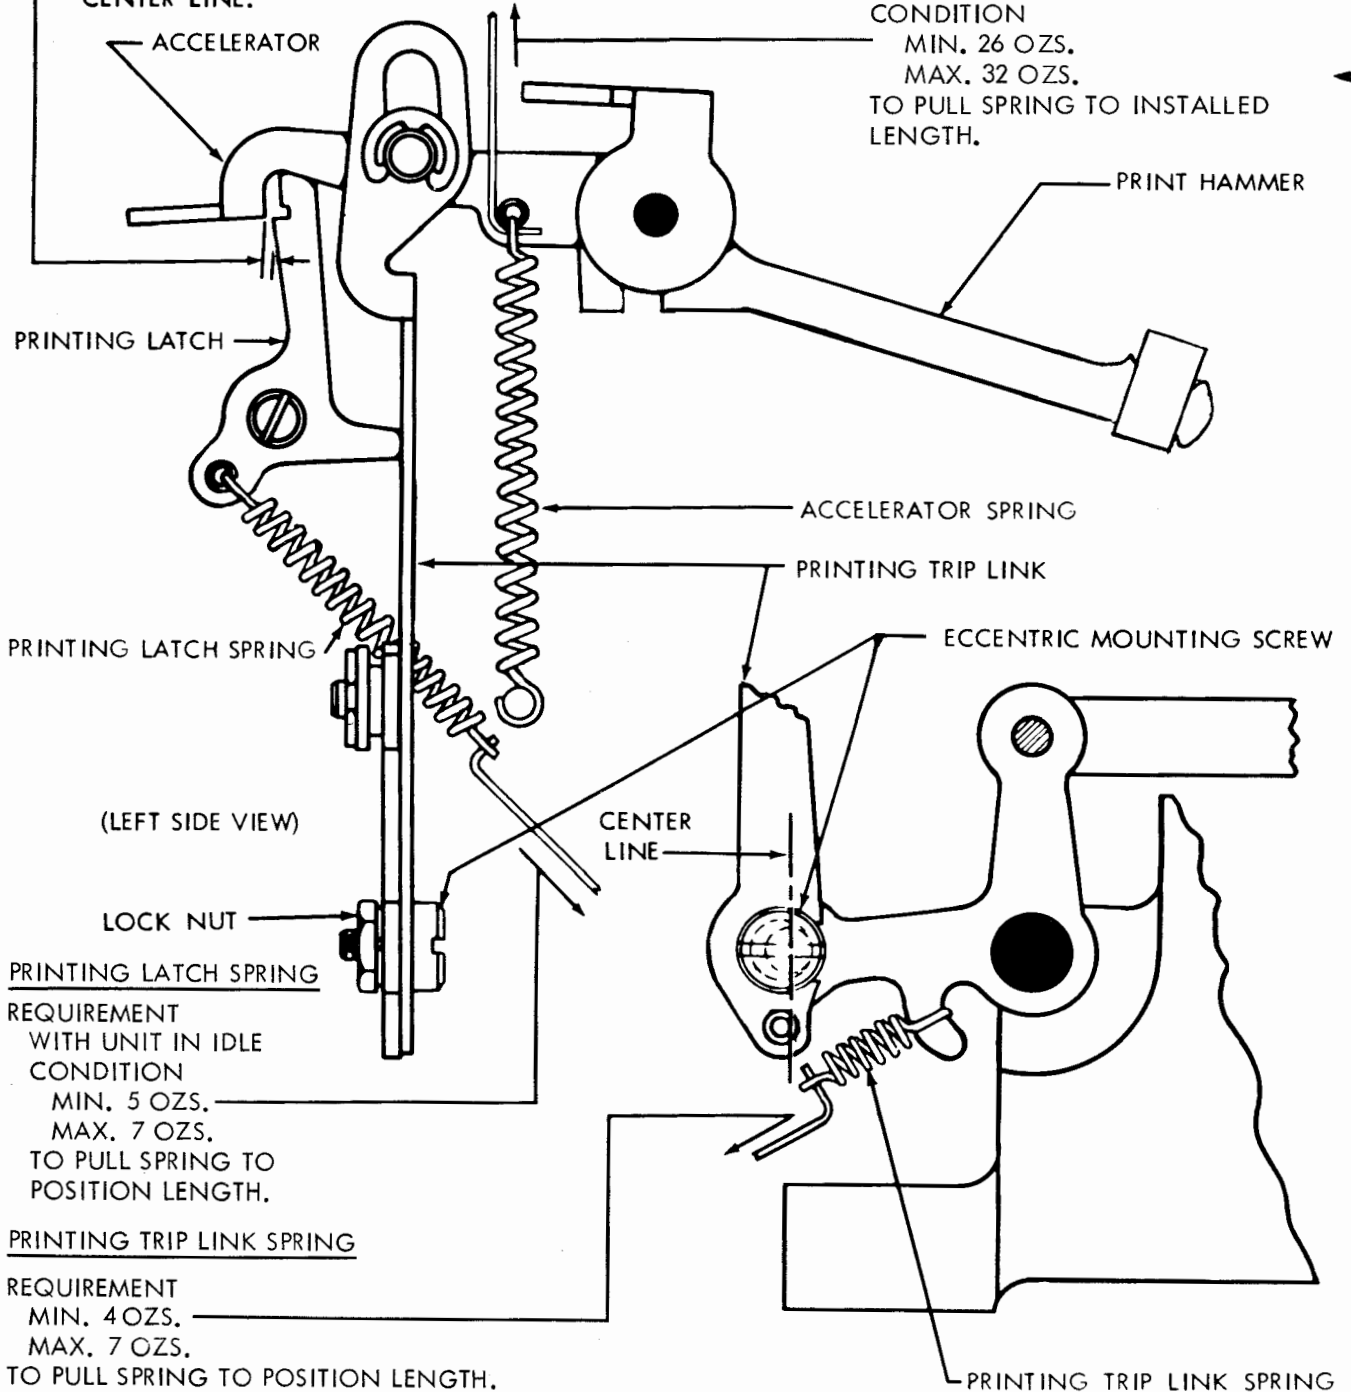 CENTER LINE.
ACCELERATOR
CONDITION
MIN. 26 OZS.
MAX. 32 OZS.
TO PULL SPRING TO INSTALLED
LENGTH.
PRINT HAMMER
PRINTING LATCH
ACCELERATOR SPRING
PRINTING TRIP LINK
PRINTING LATCH SPRING
ECCENTRIC MOUNTING SCREW
(LEFT SIDE VIEW)
CENTER
LINE
LOCK NUT
PRINTING LATCH SPRING
REQUIREMENT
WITH UNIT IN IDLE
CONDITION
MIN. 5 OZS.
MAX. 7 OZS.
TO PULL SPRING TO
POSITION LENGTH.
PRINTING TRIP LINK SPRING
REQUIREMENT
MIN. 4 OZS.
MAX. 7 OZS.
TO PULL SPRING TO POSITION LENGTH.
PRINTING TRIP LINK SPRING